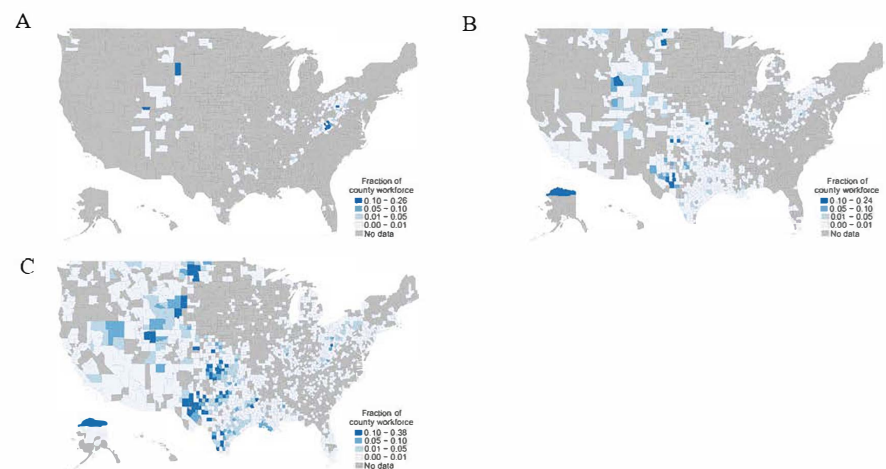 A
Fraction of
county workforce
0.10 – 0.26
0.05 – 0.10
0.01 – 0.05
0.00 – 0.01
No data
B
Fraction of
county workforce
0.10 – 0.24
0.05 – 0.10
0.01 – 0.05
0.00 – 0.01
No data
C
Fraction of
county workforce
0.10 – 0.38
0.05 – 0.10
0.01 – 0.05
0.00 – 0.01
No data